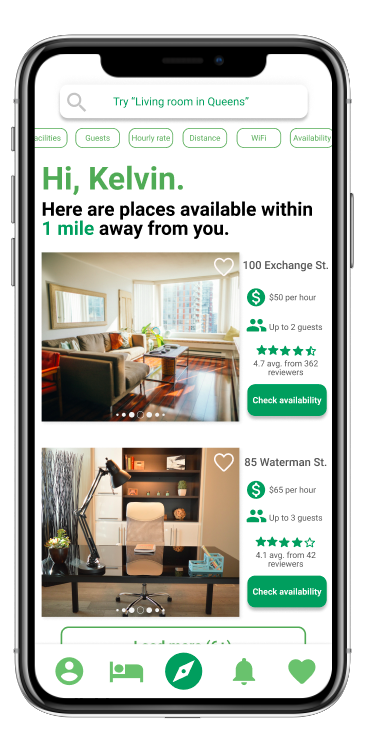 Try “Living room in Queens”
Guests
Hourly rate
Distance
WiFi
Availability
Hi, Kelvin.
Here are places available within
1 mile away from you.
100 Exchange St.
$50 per hour
Up to 2 guests
4.7 avg. from 362
reviewers
Check availability
85 Waterman St.
$65 per hour
Up to 3 guests
4.1 avg. from 42
reviewers
Check availability